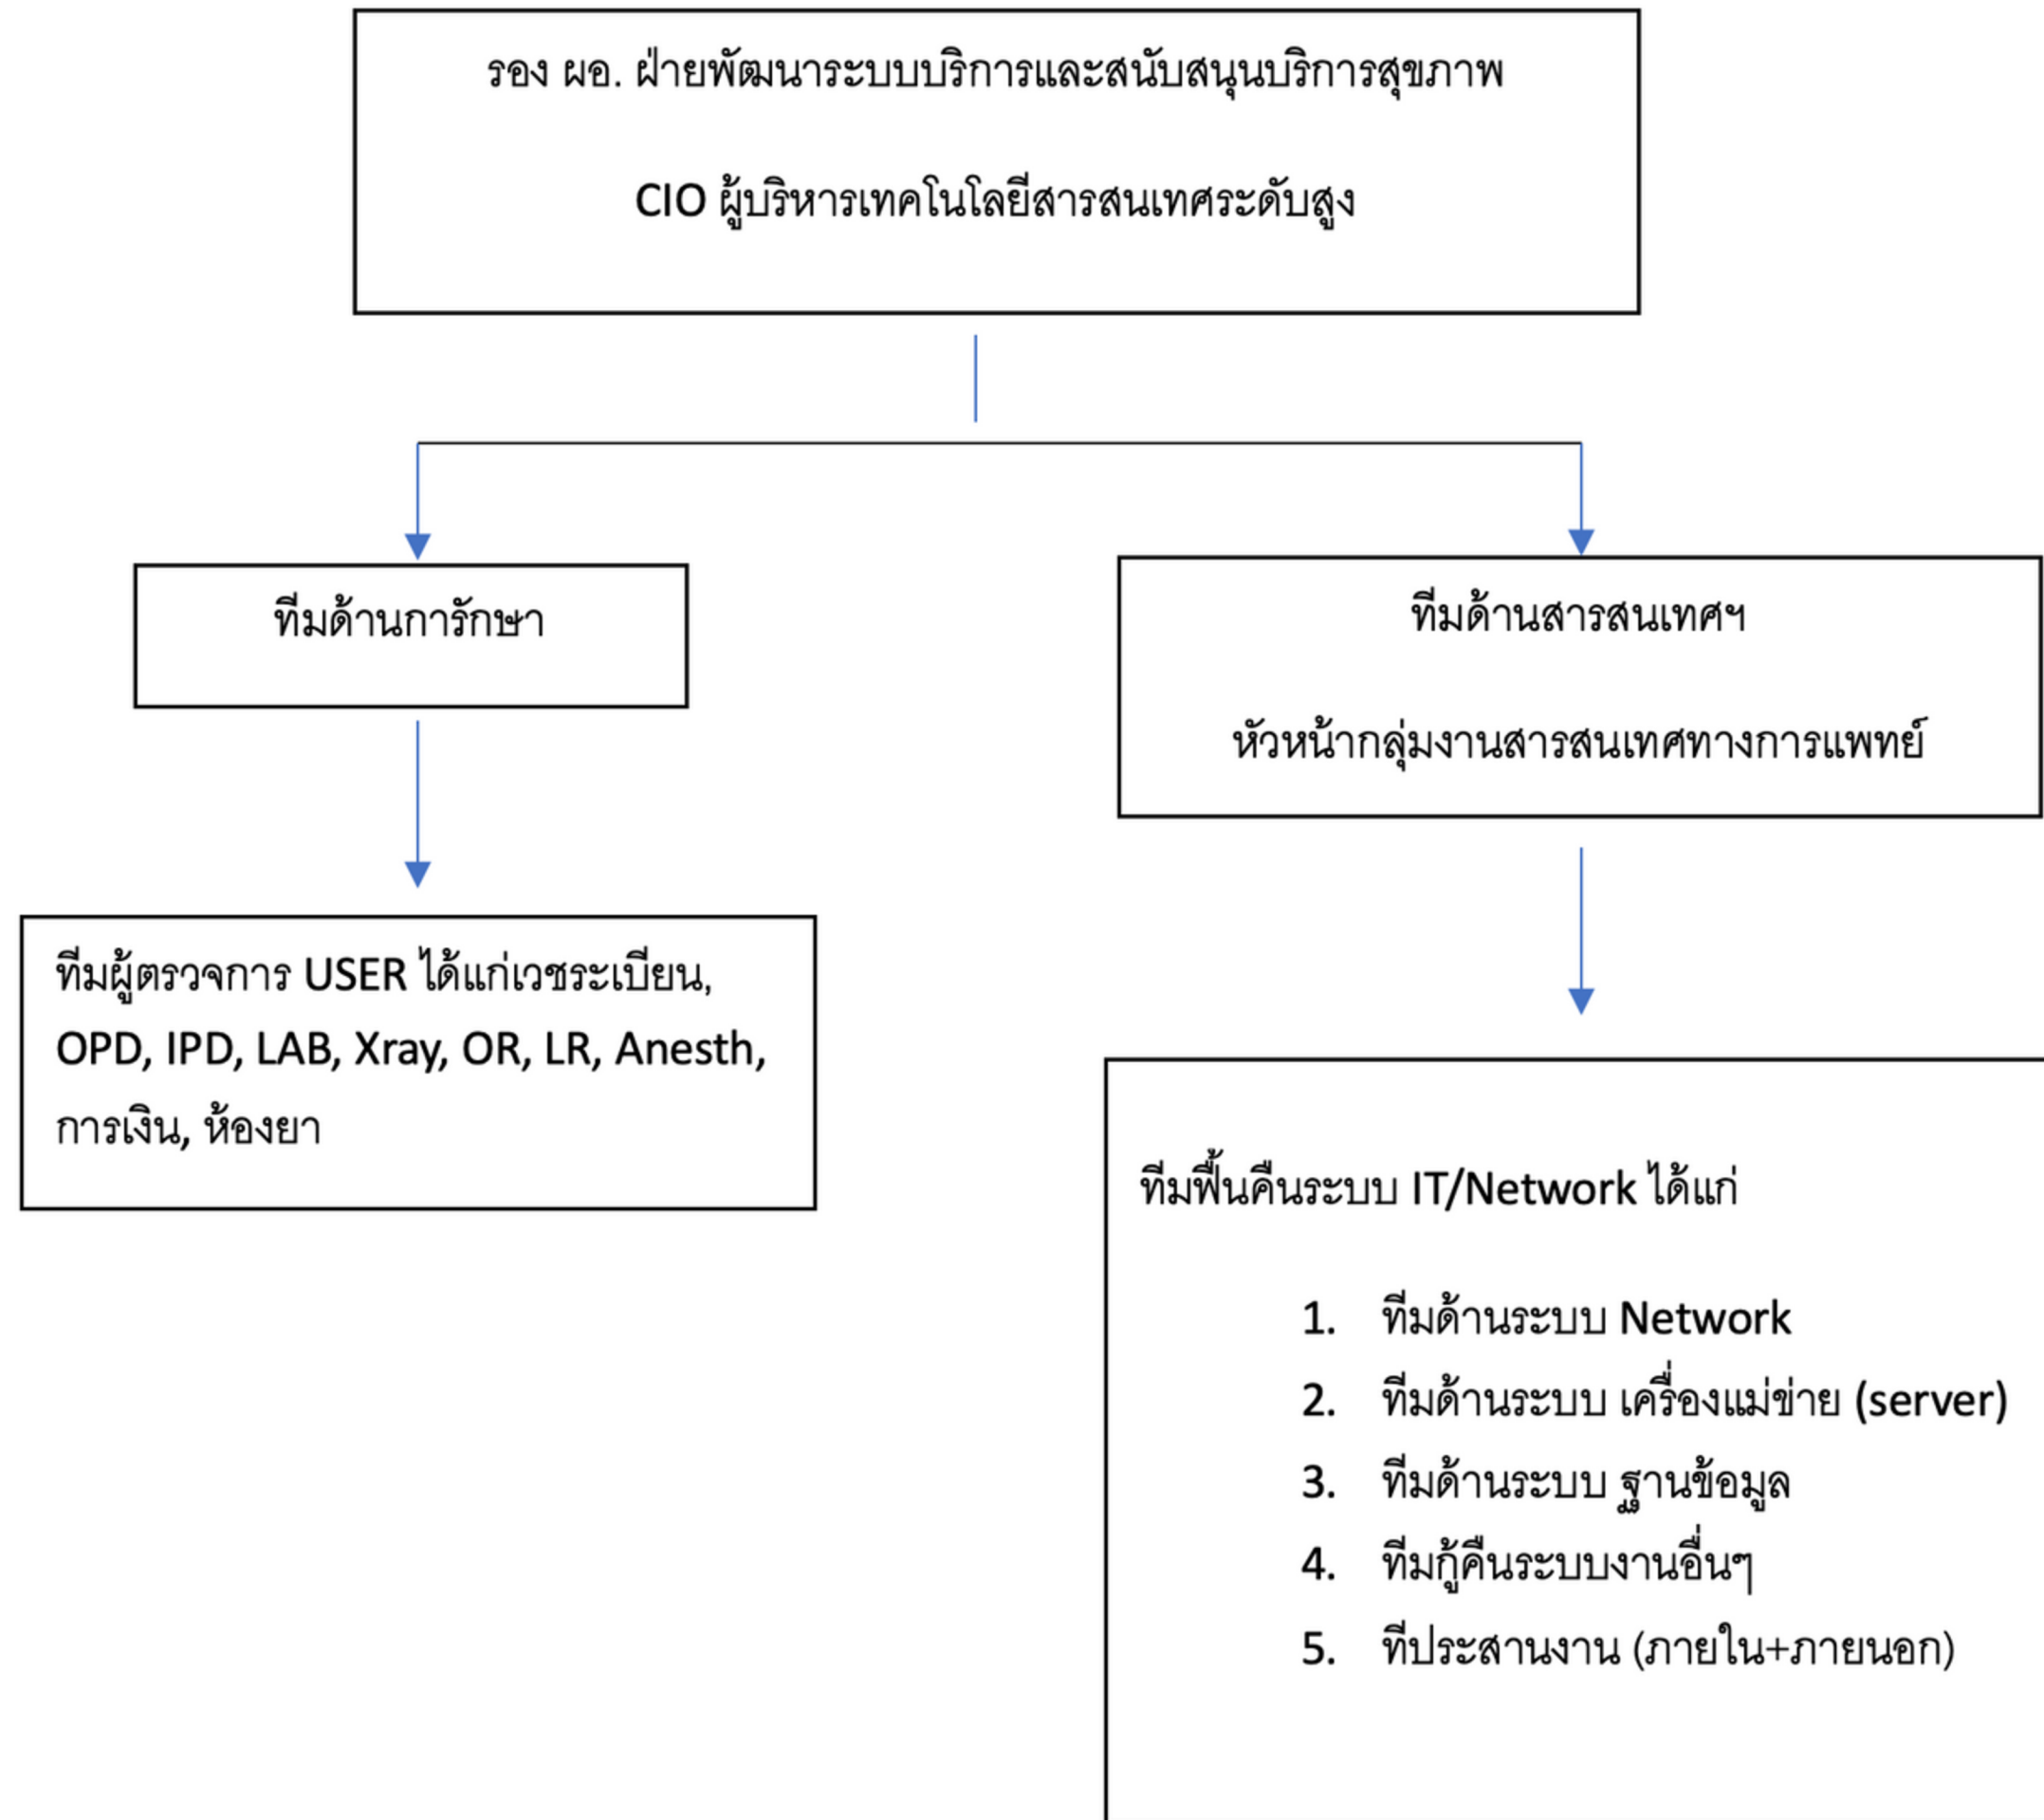 รอง ผอ. ฝ่ายพัฒนาระบบบริการและสนับสนุนบริการสุขภาพ
CIO ผู้บริหารเทคโนโลยีสารสนเทศระดับสูง
ทีมด้านการักษา
ทีมด้านสารสนเทศฯ
หัวหน้ากลุ่มงานสารสนเทศทางการแพทย์
ทีมผู้ตรวจการ USER ได้แก่เวชระเบียน,
OPD, IPD, LAB, Xray, OR, LR, Anesth,
การเงิน, ห้องยา
ทีมฟื้นคืนระบบ IT/Network ได้แก่
1. ทีมด้านระบบ Network
2. ทีมด้านระบบ เครื่องแม่ข่าย (server)
3. ทีมด้านระบบ ฐานข้อมูล
4. ทีมกู้คืนระบบงานอื่นๆ
5. ทีประสานงาน (ภายใน+ภายนอก)